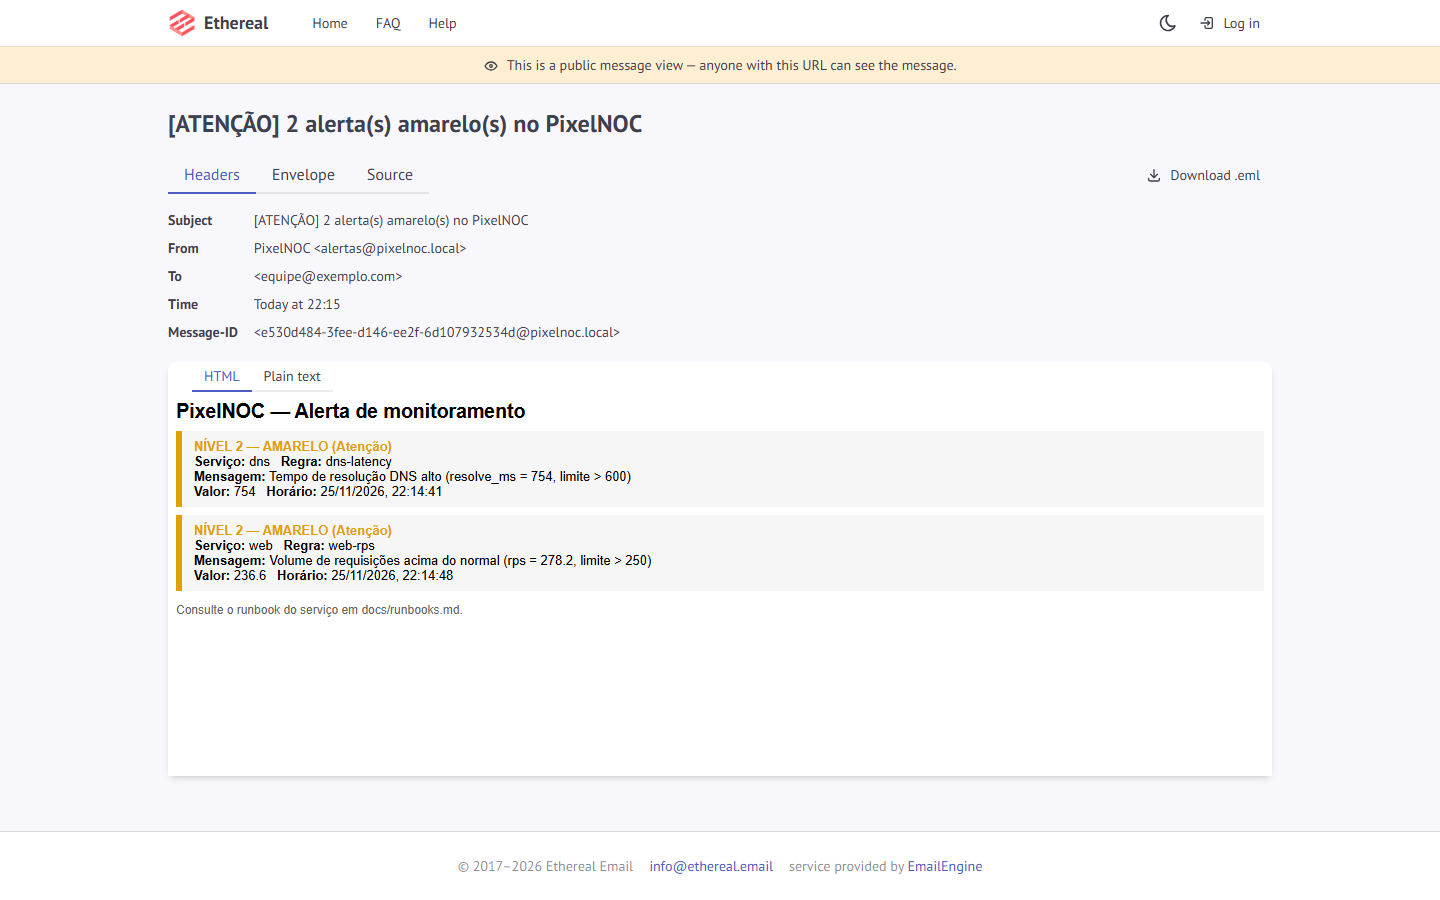 Ethereal
Home
FAQ
Help
Log in
This is a public message view — anyone with this URL can see the message.
[ATENÇÃO] 2 alerta(s) amarelo(s) no PixelNOC
Headers
Envelope
Source
Download .eml
Subject [ATENÇÃO] 2 alerta(s) amarelo(s) no PixelNOC
From PixelNOC <alertas@pixelnoc.local>
To <equipe@exemplo.com>
Time Today at 22:15
Message-ID <e530d484-3fee-d146-ee2f-6d107932534d@pixelnoc.local>
HTML
Plain text
PixelNOC — Alerta de monitoramento
NÍVEL 2 — AMARELO (Atenção)
Serviço: dns Regra: dns-latency
Mensagem: Tempo de resolução DNS alto (resolve_ms = 754, limite > 600)
Valor: 754 Horário: 25/11/2026, 22:14:41
NÍVEL 2 — AMARELO (Atenção)
Serviço: web Regra: web-rps
Mensagem: Volume de requisições acima do normal (rps = 278.2, limite > 250)
Valor: 236.6 Horário: 25/11/2026, 22:14:48
Consulte o runbook do serviço em docs/runbooks.md.
© 2017–2026 Ethereal Email info@ethereal.email service provided by EmailEngine